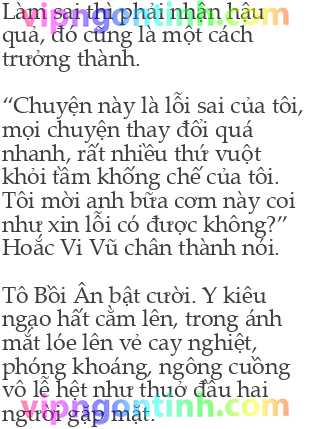 Làm sai thì phải nhận hậu
quả, đó cũng là một cách
trưởng thành.
“Chuyện này là lỗi sai của tôi,
mọi chuyện thay đổi quá
nhanh, rất nhiều thứ vuột
khỏi tầm khống chế của tôi.
Tôi mời anh bữa cơm này coi
như xin lỗi có được không?”
Hoắc Vi Vũ chân thành nói.
Tô Bồi Ân bật cười. Y kiêu
ngạo hất cằm lên, trong ánh
mắt lóe lên vẻ cay nghiệt,
phóng khoáng, ngông cuồng
vô lễ hệt như thuở đầu hai
người gặp mặt.
vipngontinh.com
vipngontinh.com